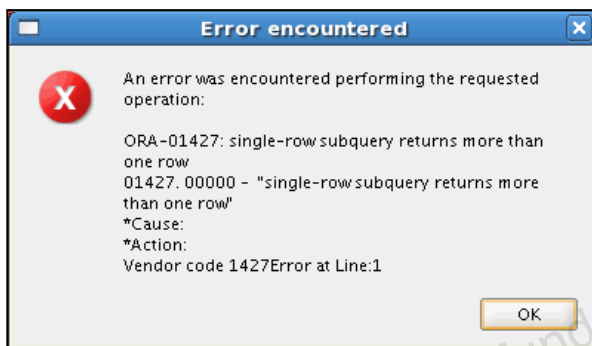 Error encountered
An error was encountered performing the requested
operation:
ORA-01427: single-row subquery returns more than
one row
01427. 00000 - "single-row subquery returns more
than one row"
*Cause:
*Action:
Vendor code 1427Error at Line:1
OK